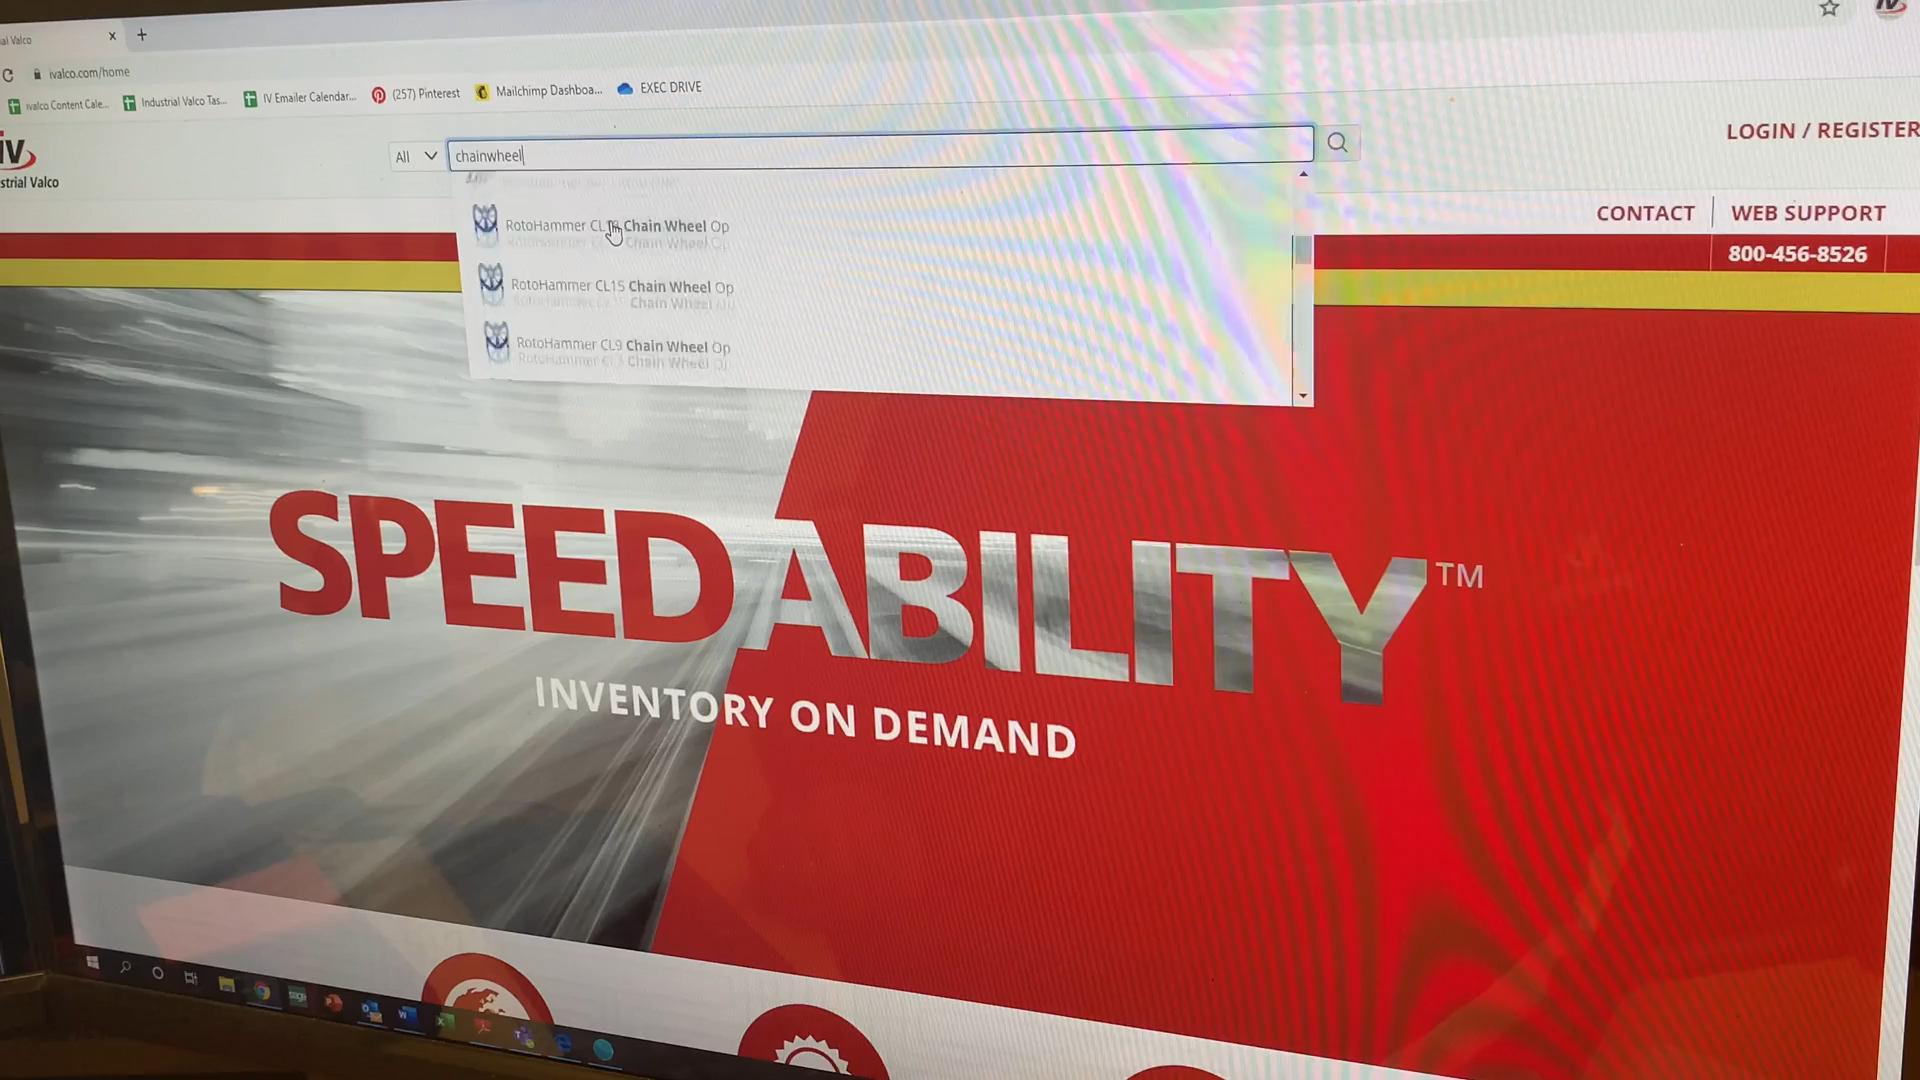 ial Valco
ivalco.com/home
ivalco Content Cale...
Industrial Valco Tas...
IV Emailer Calendar...
(257) Pinterest
Mailchimp Dashboa...
EXEC DRIVE
iv
strial Valco
All
chainwheel
LOGIN / REGISTER
RotoHammer Chain Wheel Op
RotoHammer CL15 Chain Wheel Op
RotoHammer CL9 Chain Wheel Op
CONTACT
WEB SUPPORT
800-456-8526
SPEEDABILITY™
INVENTORY ON DEMAND
sage